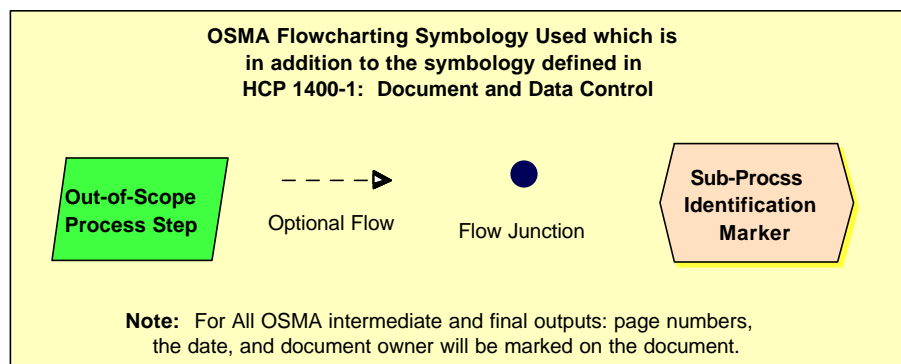 OSMA Flowcharting Symbology Used which is
in addition to the symbology defined in
HCP 1400-1: Document and Data Control
Out-of-Scope
Process Step
Optional Flow
Flow Junction
Sub-Procss
Identification
Marker
Note: For All OSMA intermediate and final outputs: page numbers,
the date, and document owner will be marked on the document.